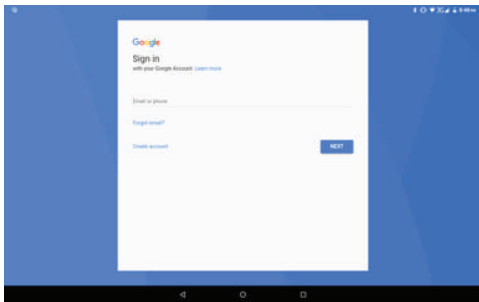 Google
Sign in
with your Google Account. Learn more
Email or phone
Forgot email?
Create account
NEXT